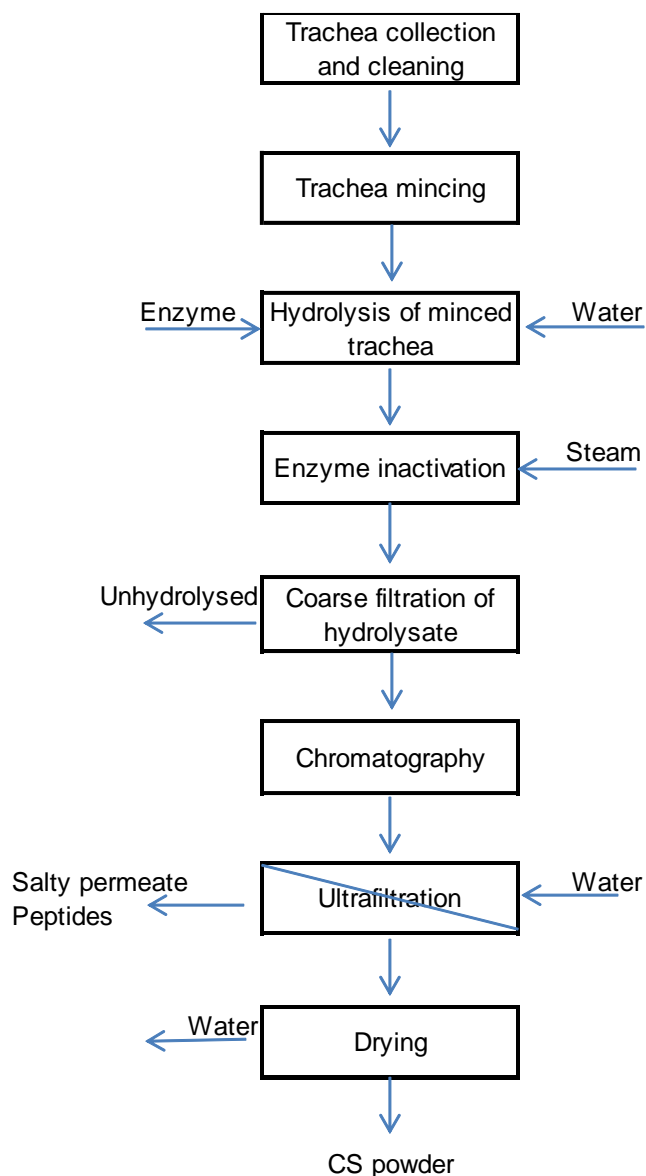 Trachea collection
and cleaning
Trachea mincing
Enzyme
Hydrolysis of minced
trachea
Water
Enzyme inactivation
Steam
Unhydrolysed
Coarse filtration of
hydrolysate
Chromatography
Salty permeate
Peptides
Ultrafiltration
Water
Water
Drying
CS powder